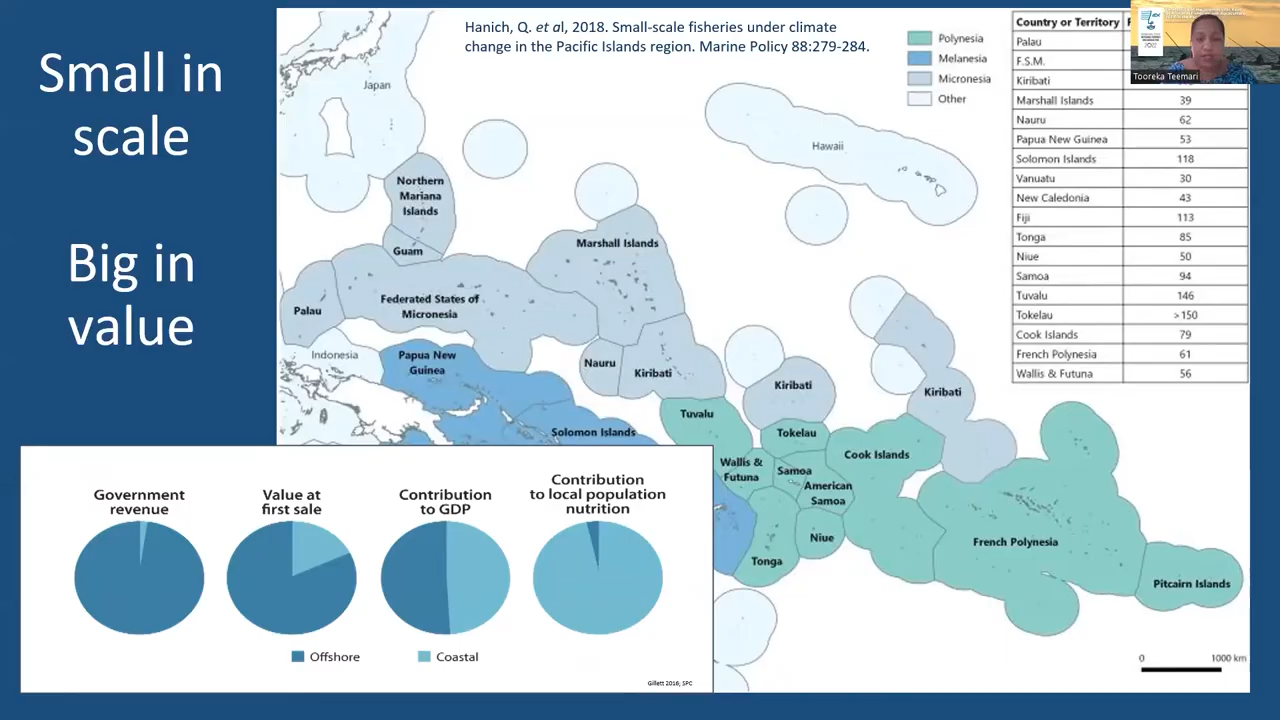 Small in
scale
Big in
value
Hanich, Q. et al, 2018. Small-scale fisheries under climate
change in the Pacific Islands region. Marine Policy 88:279-284.
Polynesia
Melanesia
Micronesia
Other
Japan
Northern
Mariana
Islands
Guam
Palau
Federated States of
Micronesia
Marshall Islands
Hawaii
Indonesia
Papua New
Guinea
Nauru
Kiribati
Kiribati
Kiribati
Solomon Islands
Tuvalu
Tokelau
Cook Islands
Wallis &
Futuna
Samoa
American
Samoa
Niue
Tonga
French Polynesia
Pitcairn Islands
0 1000 km
Country or Territory
Palau
F.S.M.
Kiribati
Marshall Islands 39
Nauru 62
Papua New Guinea 53
Solomon Islands 118
Vanuatu 30
New Caledonia 43
Fiji 113
Tonga 85
Niue 50
Samoa 94
Tuvalu 146
Tokelau >150
Cook Islands 79
French Polynesia 61
Wallis & Futuna 56
Tooreka Teemari
2022
Government
revenue
Value at
first sale
Contribution
to GDP
Contribution
to local population
nutrition
Offshore
Coastal
Gillett 2016, SPC